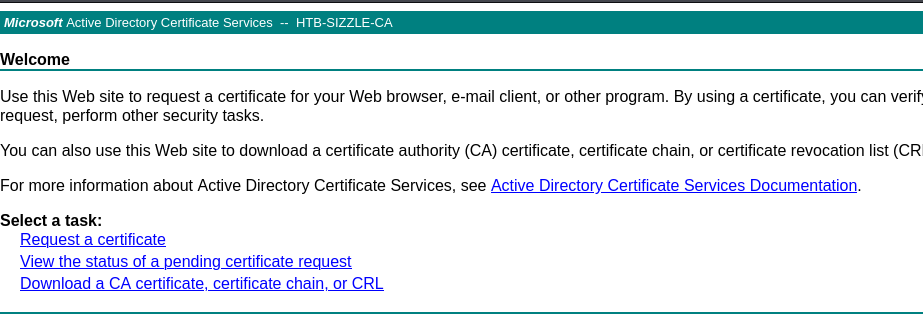 Microsoft Active Directory Certificate Services -- HTB-SIZZLE-CA
Welcome
Use this Web site to request a certificate for your Web browser, e-mail client, or other program. By using a certificate, you can
request, perform other security tasks.
You can also use this Web site to download a certificate authority (CA) certificate, certificate chain, or certificate revocation list
For more information about Active Directory Certificate Services, see Active Directory Certificate Services Documentation.
Select a task:
Request a certificate
View the status of a pending certificate request
Download a CA certificate, certificate chain, or CRL